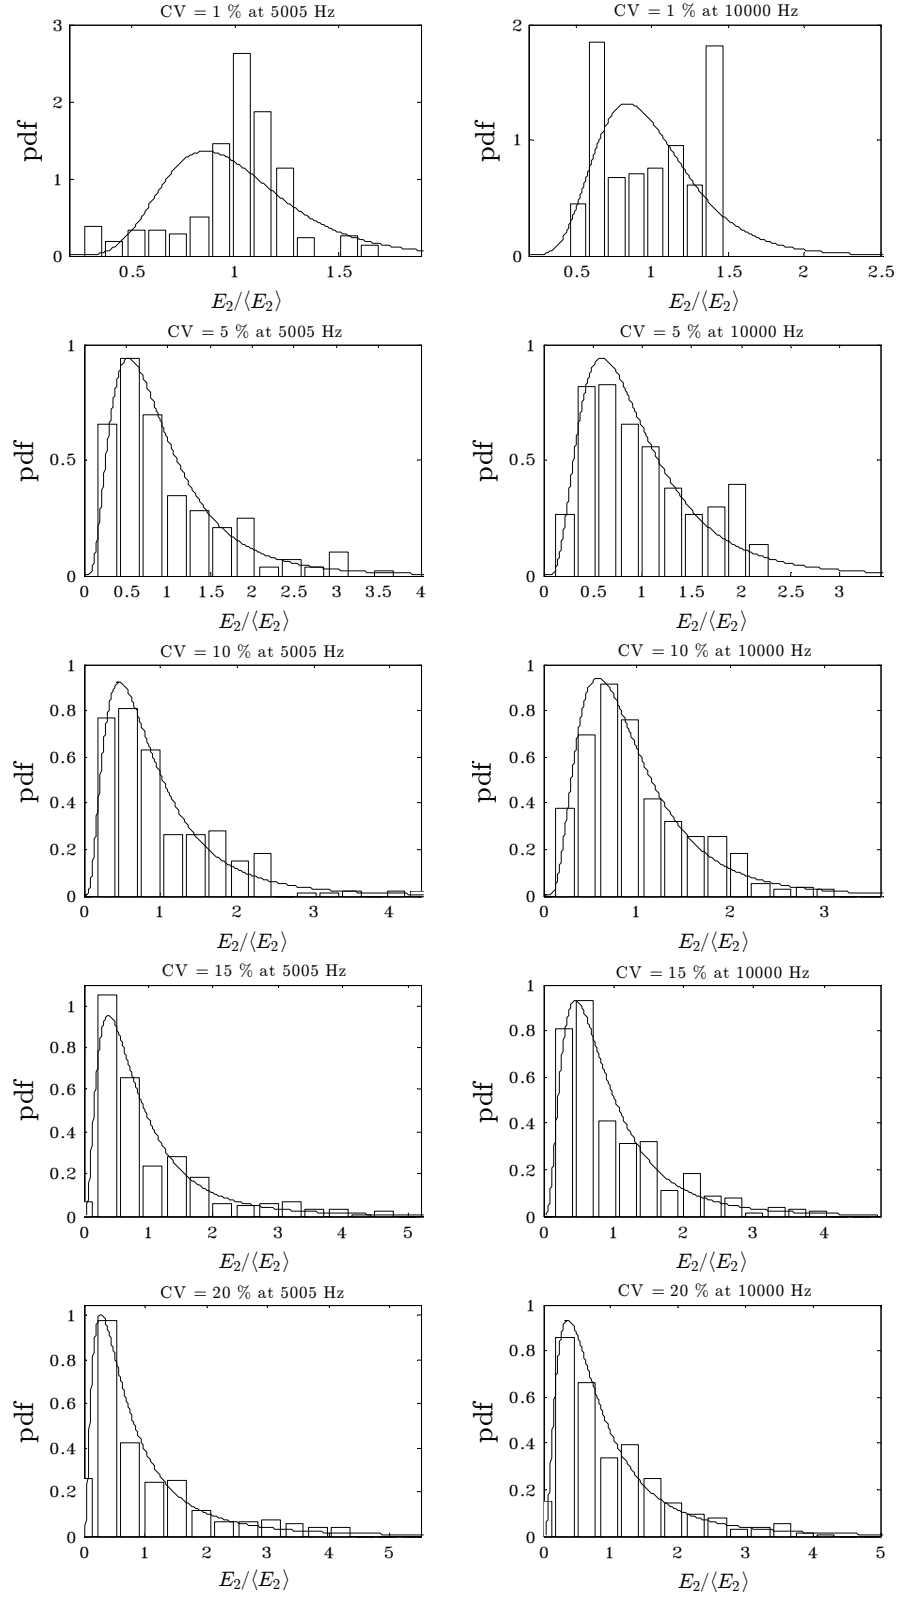 CV = 1 % at 5005 Hz
3
2
1
0
pdf
0.5 1 1.5
E₂/⟨E₂⟩
CV = 1 % at 10000 Hz
2
1
0
pdf
0.5 1 1.5 2 2.5
E₂/⟨E₂⟩
CV = 5 % at 5005 Hz
1
0.5
0
pdf
0 0.5 1 1.5 2 2.5 3 3.5 4
E₂/⟨E₂⟩
CV = 5 % at 10000 Hz
1
0.5
0
pdf
0 0.5 1 1.5 2 2.5 3
E₂/⟨E₂⟩
CV = 10 % at 5005 Hz
1
0.8
0.6
0.4
0.2
0
pdf
0 1 2 3 4
E₂/⟨E₂⟩
CV = 10 % at 10000 Hz
1
0.8
0.6
0.4
0.2
0
pdf
0 1 2 3
E₂/⟨E₂⟩
CV = 15 % at 5005 Hz
1
0.8
0.6
0.4
0.2
0
pdf
0 1 2 3 4 5
E₂/⟨E₂⟩
CV = 15 % at 10000 Hz
1
0.8
0.6
0.4
0.2
0
pdf
0 1 2 3 4
E₂/⟨E₂⟩
CV = 20 % at 5005 Hz
1
0.8
0.6
0.4
0.2
0
pdf
0 1 2 3 4 5
E₂/⟨E₂⟩
CV = 20 % at 10000 Hz
1
0.8
0.6
0.4
0.2
0
pdf
0 1 2 3 4 5
E₂/⟨E₂⟩